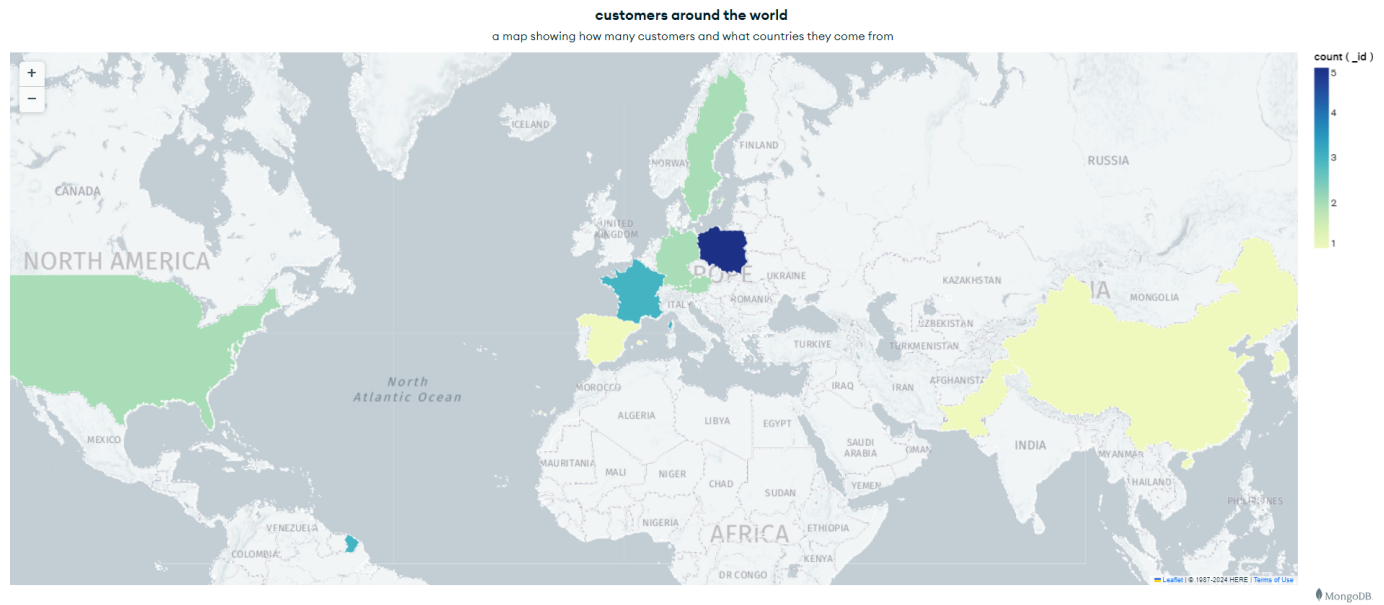 customers around the world
a map showing how many customers and what countries they come from
count ( _id )
5
4
3
2
1
+
−
ICELAND
FINLAND
NORWAY
RUSSIA
CANADA
UNITED
KINGDOM
NORTH AMERICA
UKRAINE
KAZAKHSTAN
MONGOLIA
ITALY
ROMANIA
UZBEKISTAN
TURKIYE
TURKMENISTAN
North
Atlantic Ocean
MOROCCO
IRAQ
IRAN
AFGHANISTA
ALGERIA
LIBYA
EGYPT
MEXICO
SAUDI
ARABIA
OMAN
INDIA
MYANMAR
MAURITANIA
MALI
NIGER
CHAD
SUDAN
YEMEN
THAILAND
PHILIPPINES
VENEZUELA
NIGERIA
AFRICA
ETHIOPIA
COLOMBIA
KENYA
DR CONGO
Leaflet | © 1987-2024 HERE | Terms of Use
MongoDB